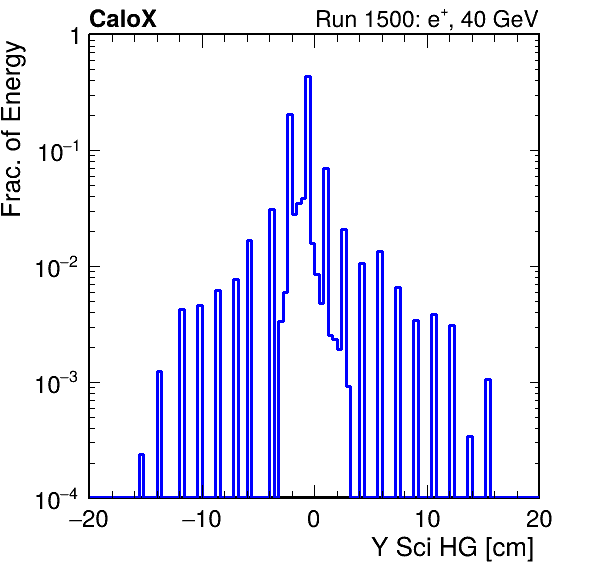 CaloX
Run 1500: e⁺, 40 GeV
Frac. of Energy
1
10⁻¹
10⁻²
10⁻³
10⁻⁴
−20
−10
0
10
20
Y Sci HG [cm]